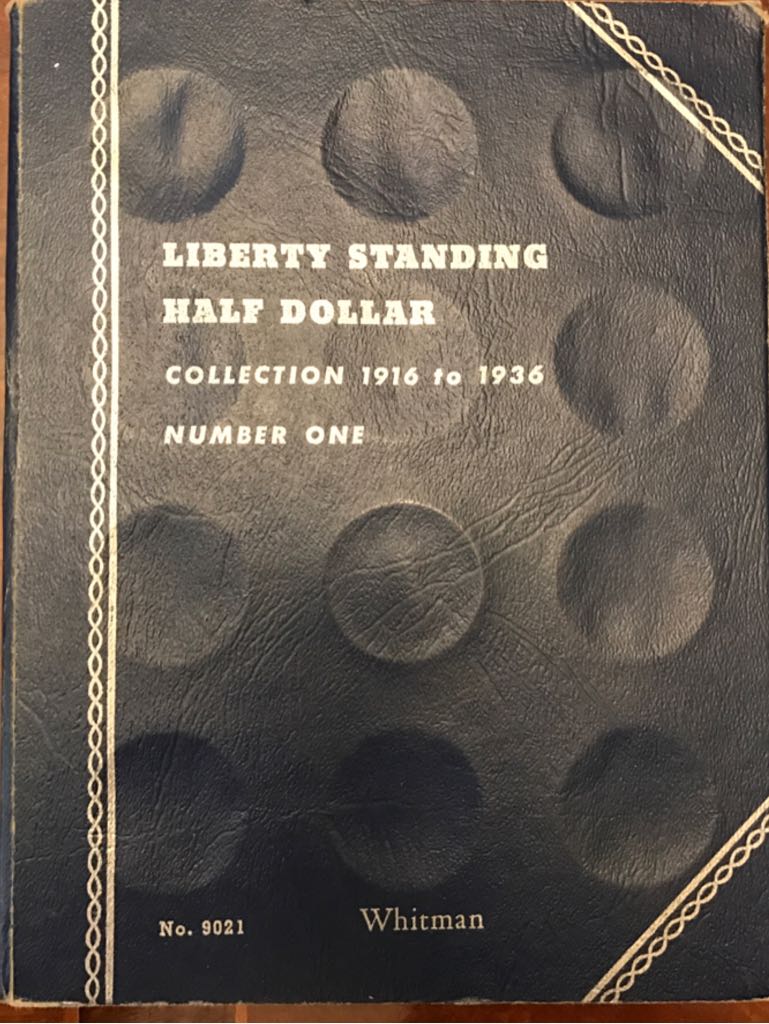 LIBERTY STANDING
HALF DOLLAR
COLLECTION 1916 to 1936
NUMBER ONE
No. 9021
Whitman